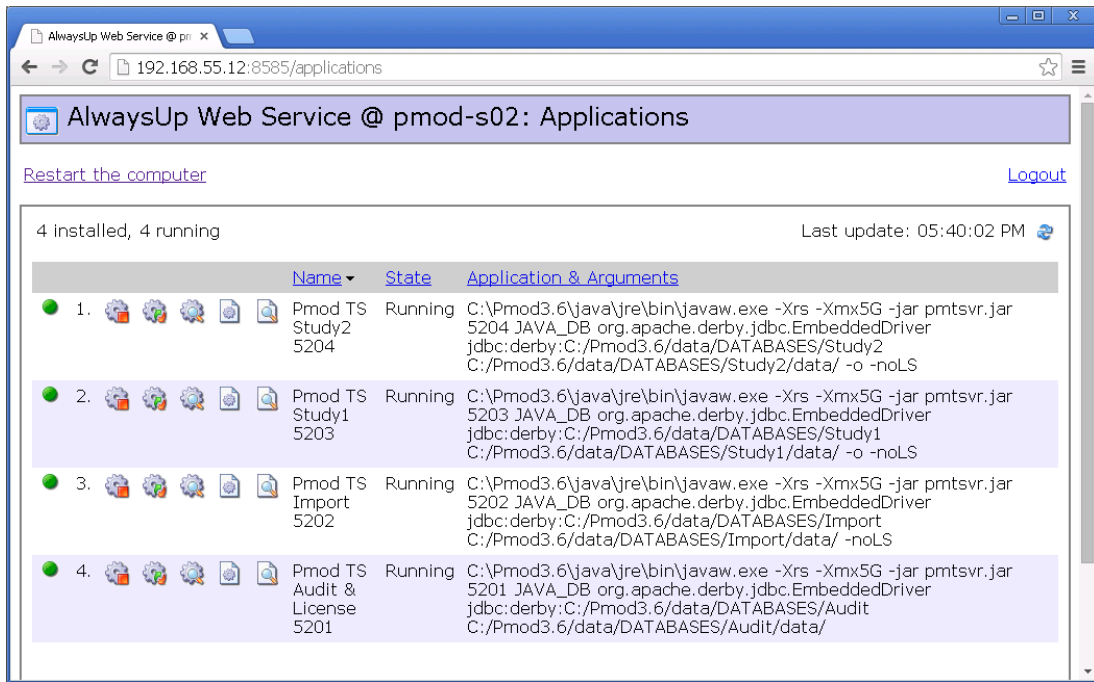 AlwaysUp Web Service @ pm
192.168.55.12:8585/applications
AlwaysUp Web Service @ pmod-s02: Applications
Restart the computer
Logout
4 installed, 4 running
Last update: 05:40:02 PM
Name State Application & Arguments
1. Pmod TS Running C:\Pmod3.6\java\jre\bin\javaw.exe -Xrs -Xmx5G -jar pmtsvr.jar
Study2 5204 JAVA_DB org.apache.derby.jdbc.EmbeddedDriver
5204 jdbc:derby:C:/Pmod3.6/data/DATABASES/Study2
C:/Pmod3.6/data/DATABASES/Study2/data/ -o -noLS
2. Pmod TS Running C:\Pmod3.6\java\jre\bin\javaw.exe -Xrs -Xmx5G -jar pmtsvr.jar
Study1 5203 JAVA_DB org.apache.derby.jdbc.EmbeddedDriver
5203 jdbc:derby:C:/Pmod3.6/data/DATABASES/Study1
C:/Pmod3.6/data/DATABASES/Study1/data/ -o -noLS
3. Pmod TS Running C:\Pmod3.6\java\jre\bin\javaw.exe -Xrs -Xmx5G -jar pmtsvr.jar
Import 5202 JAVA_DB org.apache.derby.jdbc.EmbeddedDriver
5202 jdbc:derby:C:/Pmod3.6/data/DATABASES/Import
C:/Pmod3.6/data/DATABASES/Import/data/ -noLS
4. Pmod TS Running C:\Pmod3.6\java\jre\bin\javaw.exe -Xrs -Xmx5G -jar pmtsvr.jar
Audit & 5201 JAVA_DB org.apache.derby.jdbc.EmbeddedDriver
License jdbc:derby:C:/Pmod3.6/data/DATABASES/Audit
5201 C:/Pmod3.6/data/DATABASES/Audit/data/